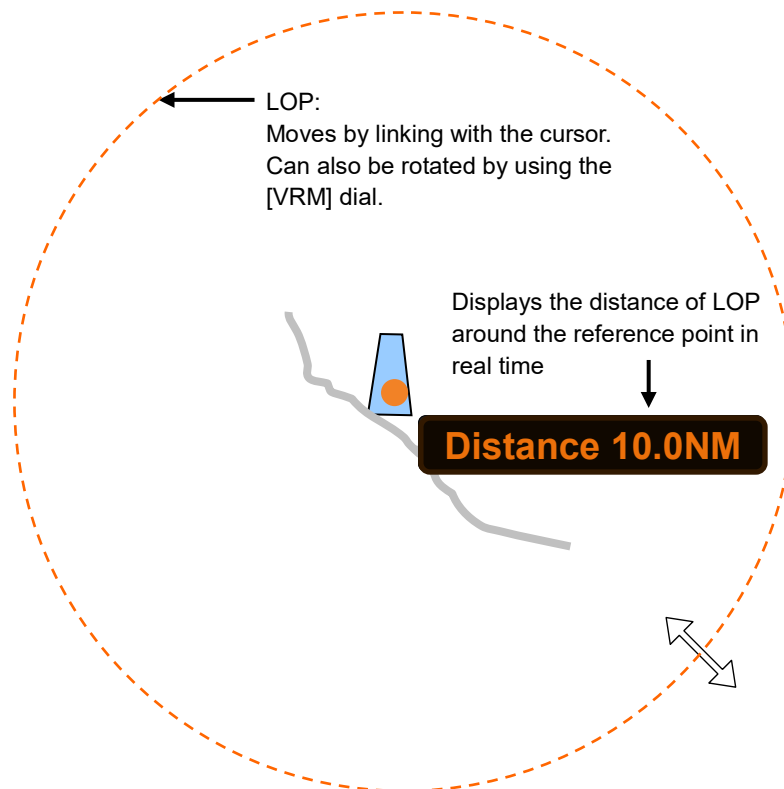 LOP:
Moves by linking with the cursor.
Can also be rotated by using the
[VRM] dial.
Displays the distance of LOP
around the reference point in
real time
Distance 10.0NM